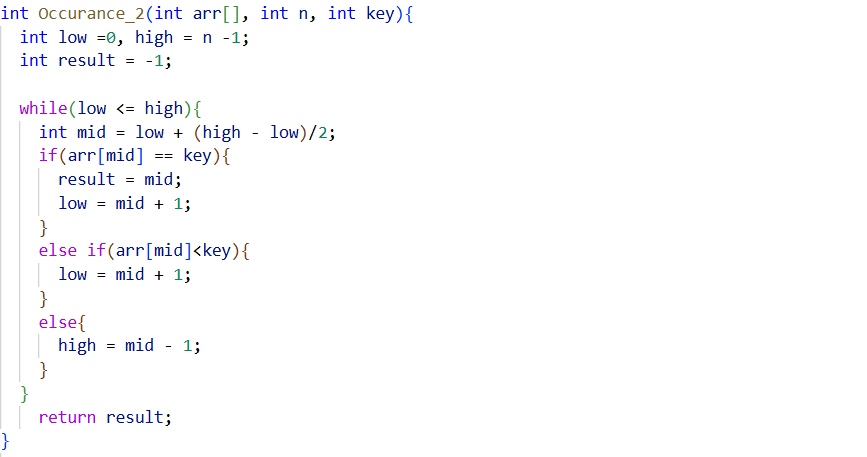 int Occurance_2(int arr[], int n, int key){
  int low =0, high = n -1;
  int result = -1;

  while(low <= high){
    int mid = low + (high - low)/2;
    if(arr[mid] == key){
      result = mid;
      low = mid + 1;
    }
    else if(arr[mid]<key){
      low = mid + 1;
    }
    else{
      high = mid - 1;
    }
  }
    return result;
}